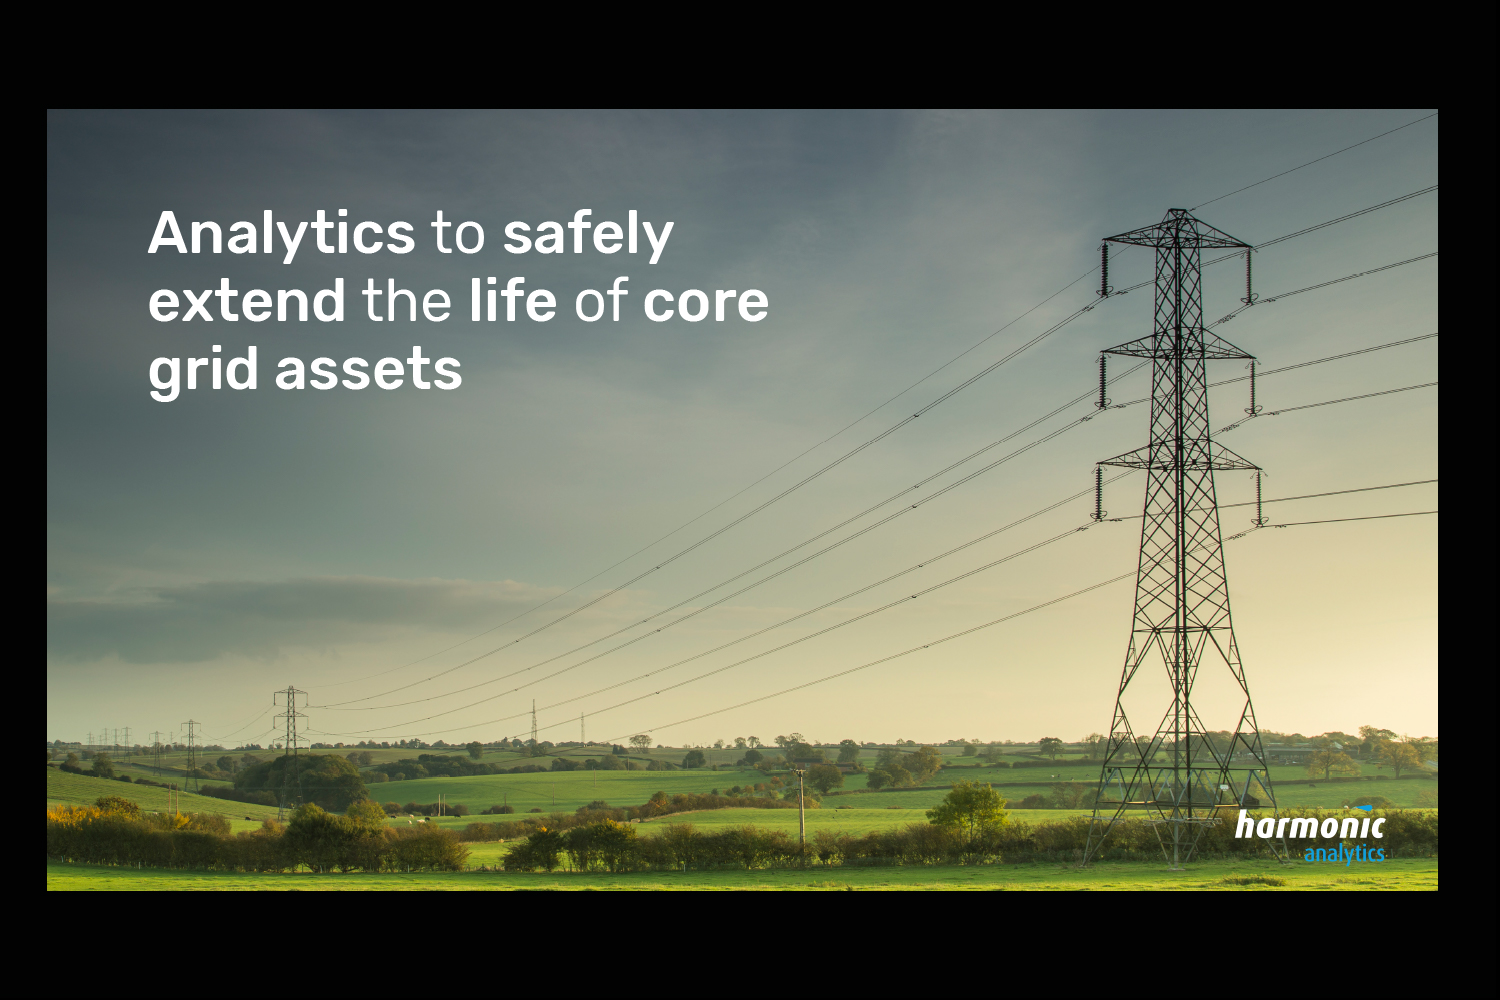 Analytics to safely
extend the life of core
grid assets
harmonic
analytics